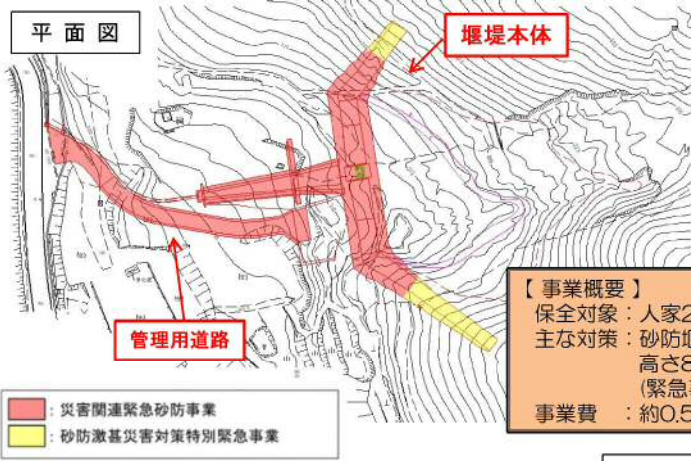 平面図
堰堤本体
管理用道路
【 事業概要 】
保全対象：人家2
主な対策：砂防堰
高さ8
(緊急
事業費　：約0.5
：災害関連緊急砂防事業
：砂防激甚災害対策特別緊急事業